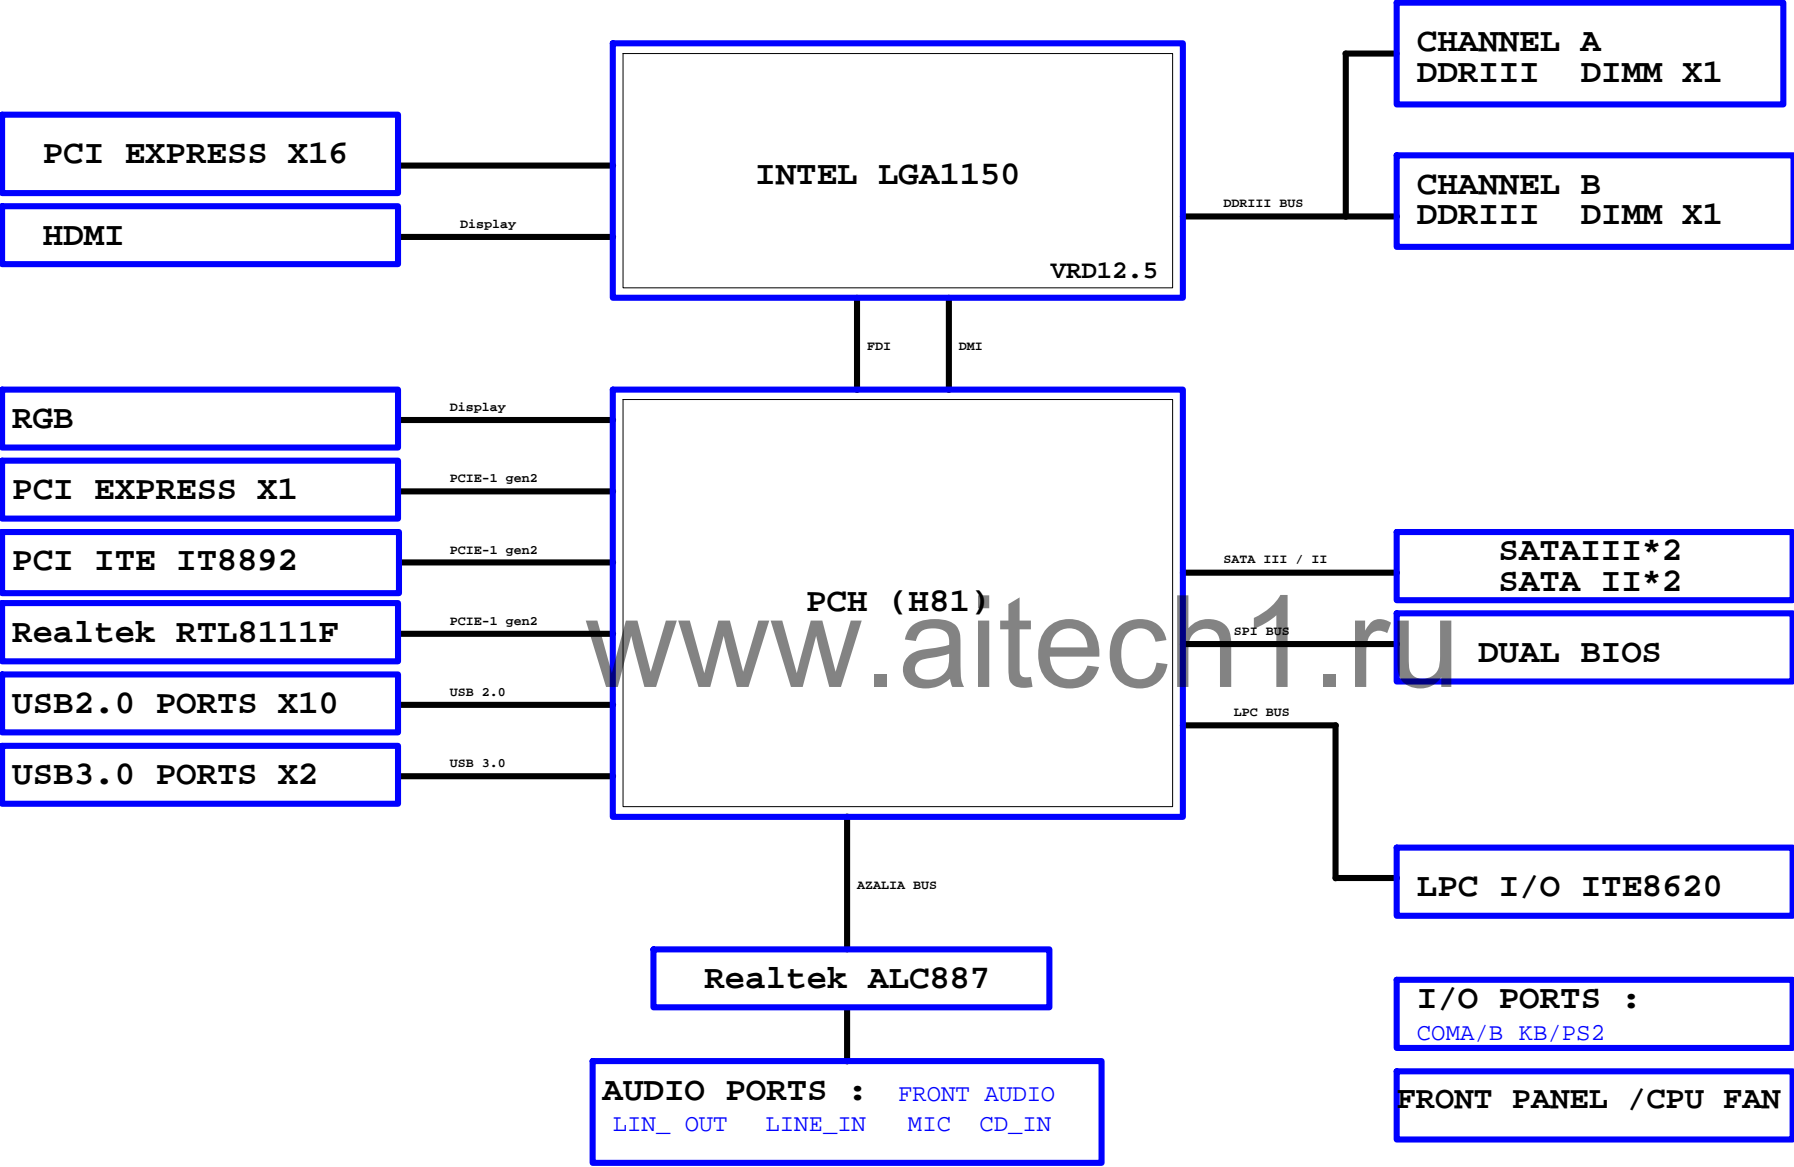 CHANNEL A
DDRIII DIMM X1
PCI EXPRESS X16
INTEL LGA1150
CHANNEL B
DDRIII DIMM X1
DDRIII BUS
HDMI
Display
VRD12.5
FDI
DMI
RGB
Display
PCI EXPRESS X1
PCIE-1 gen2
PCI ITE IT8892
PCIE-1 gen2
SATA III / II
SATAIII*2
SATA II*2
PCH (H81)
Realtek RTL8111F
PCIE-1 gen2
www.aitech1.ru
SPI BUS
DUAL BIOS
USB2.0 PORTS X10
USB 2.0
LPC BUS
USB3.0 PORTS X2
USB 3.0
AZALIA BUS
LPC I/O ITE8620
Realtek ALC887
I/O PORTS :
COMA/B KB/PS2
AUDIO PORTS : FRONT AUDIO
LIN_ OUT LINE_IN MIC CD_IN
FRONT PANEL /CPU FAN